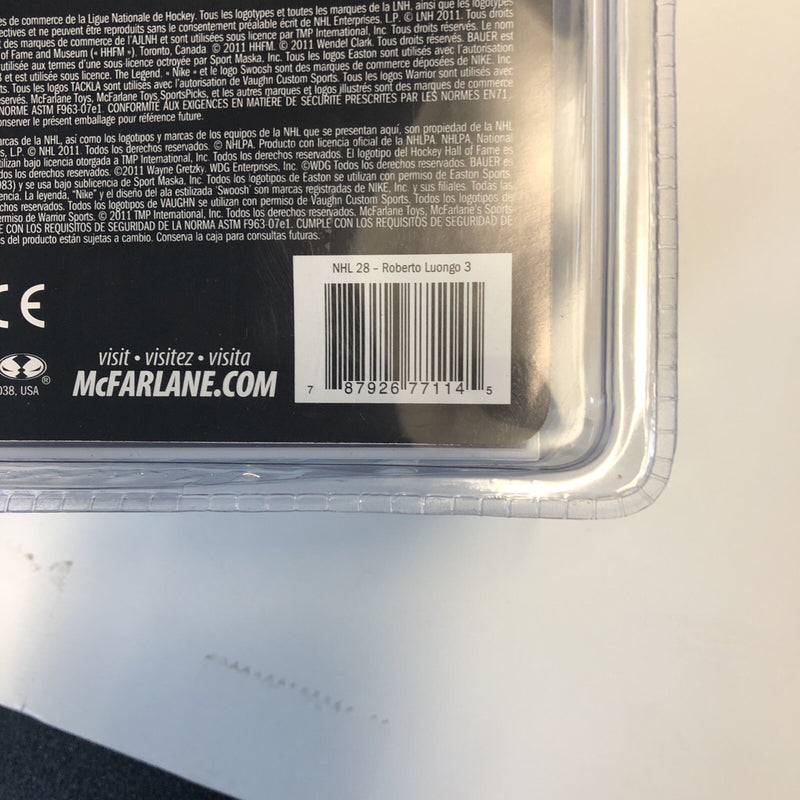 es de commerce de la Ligue Nationale de Hockey. Tous les logotypes et toutes les marques de la LNH, ainsi que les logotypes
ectives et ne peuvent être reproduits sans le consentement préalable écrit de NHL Enterprises, L.P. © LNH 2011. Tous droits
des marques de commerce de l'AJLNH et sont utilisées sous licence par TMP International, Inc. Tous droits réservés.
of Fame and Museum (« HHFM »), Toronto, Canada © 2011 HHFM. © 2011 Wendel Clark. Tous droits réservés. BAUER est
utilisée aux termes d'une sous-licence octroyée par Sport Maska, Inc. Tous les logos Easton sont utilisés avec l'autorisation
et est utilisée sous licence. The Legend. « Nike » et le logo Swoosh sont des marques de commerce déposées de NIKE, Inc.
ts. Tous les logos TACKLA sont utilisés avec l'autorisation de Vaughn Custom Sports. Tous les logos Warrior sont utilisés avec
servés. McFarlane Toys, McFarlane Toys SportsPicks, et les autres marques et logos illustrés sont des marques de commerce
NORME ASTM F963-07e1. CONFORMITÉ AUX EXIGENCES EN MATIÈRE DE SÉCURITÉ PRESCRITES PAR LES NORMES EN71,
onserver le présent emballage pour référence future.
arcas de la NHL, así como los logotipos y marcas de los equipos de la NHL que se presentan aquí, son propiedad de la NHL
s, L.P. © NHL 2011. Todos los derechos reservados. © NHLPA. Producto con licencia oficial de la NHLPA. NHLPA, National
tilizan bajo licencia otorgada a TMP International, Inc. Todos los derechos reservados. El logotipo del Hockey Hall of Fame es
dos los derechos reservados. ©2011 Wayne Gretzky. WDG Enterprises, Inc. ©WDG Todos los derechos reservados. BAUER es
983) y se usa bajo sublicencia de Sport Maska, Inc. Todos los logotipos de Easton se utilizan con permiso de Easton Sports
encia. La leyenda, "Nike" y el diseño del ala estilizada 'Swoosh' son marcas registradas de NIKE, Inc. y sus filiales. Todas las
ervados. Todos los logotipos de VAUGHN se utilizan con permiso de Vaughn Custom Sports. Todos los logotipos de
ermiso de Warrior Sports. © 2011 TMP International, Inc. Todos los derechos reservados. McFarlane Toys, McFarlane's Sports
E CON LOS REQUISITOS DE SEGURIDAD DE LA NORMA ASTM F963-07e1. CUMPLE CON LOS REQUISITOS DE SEGURIDAD DE
es del producto están sujetas a cambio. Conserva la caja para consultas futuras.
NHL 28 – Roberto Luongo 3
CE
visit • visitez • visita
McFARLANE.COM
®
038, USA
7 87926 77114 5